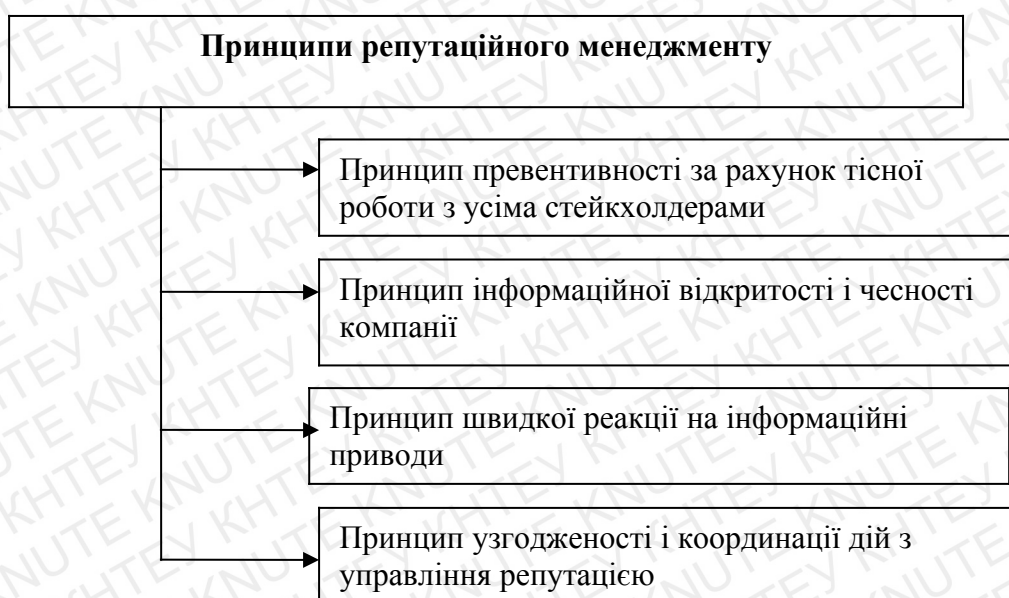 Принципи репутаційного менеджменту
Принцип превентивності за рахунок тісної
роботи з усіма стейкхолдерами
Принцип інформаційної відкритості і чесності
компанії
Принцип швидкої реакції на інформаційні
приводи
Принцип узгодженості і координації дій з
управління репутацією